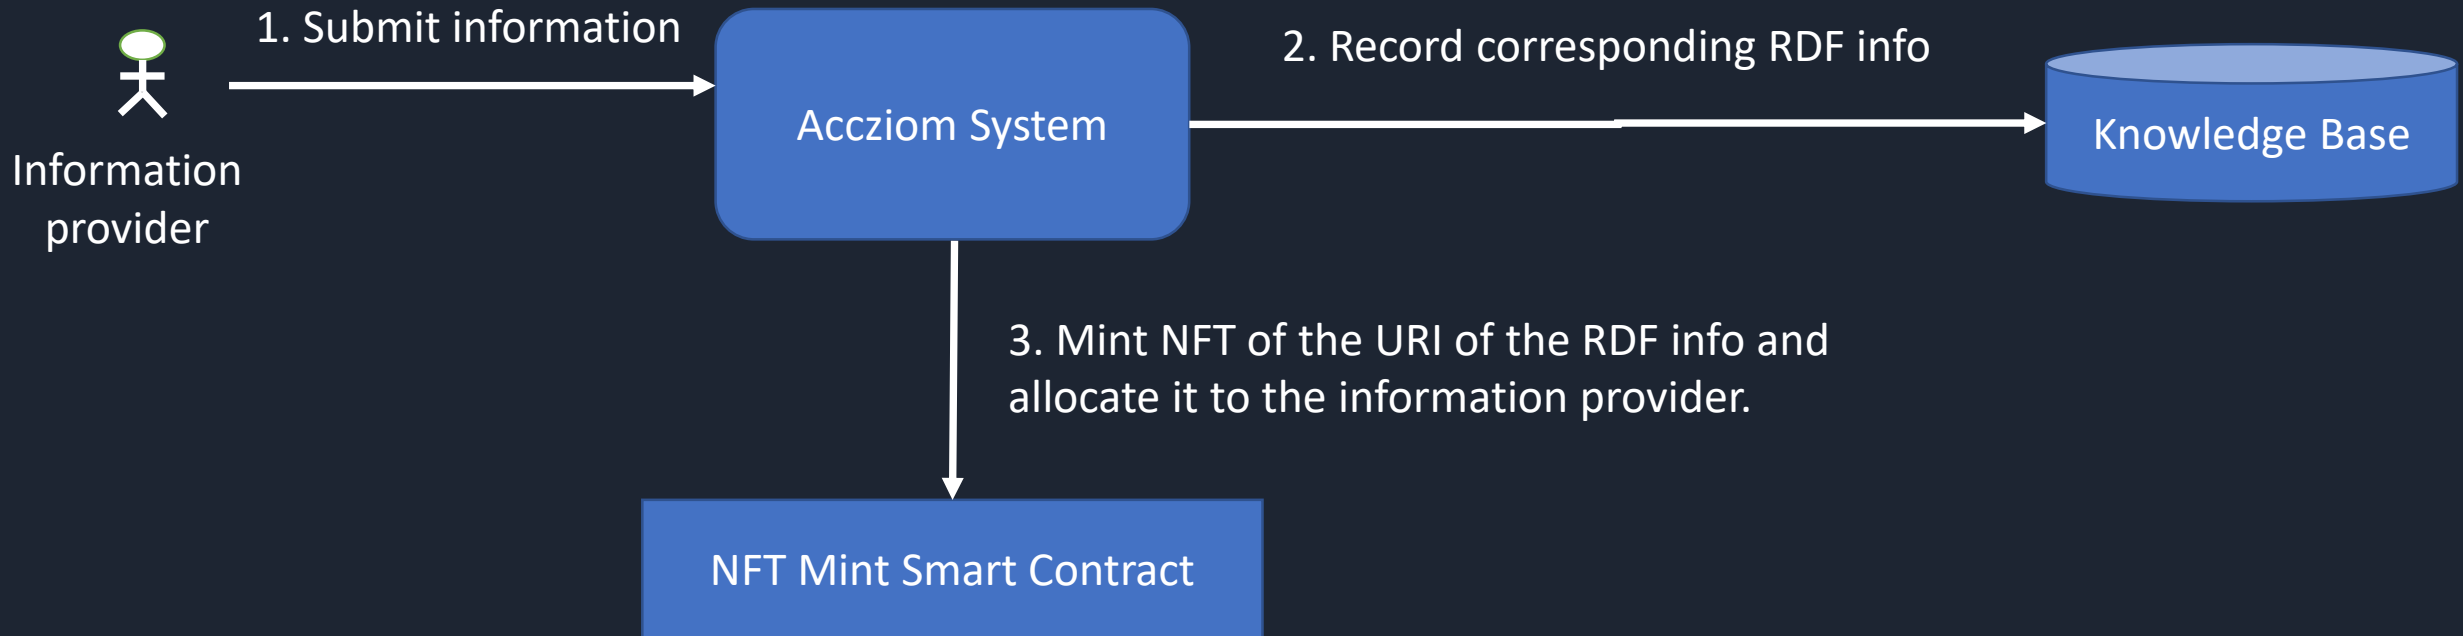 1. Submit information
Information
provider
Accziom System
2. Record corresponding RDF info
Knowledge Base
3. Mint NFT of the URI of the RDF info and
allocate it to the information provider.
NFT Mint Smart Contract